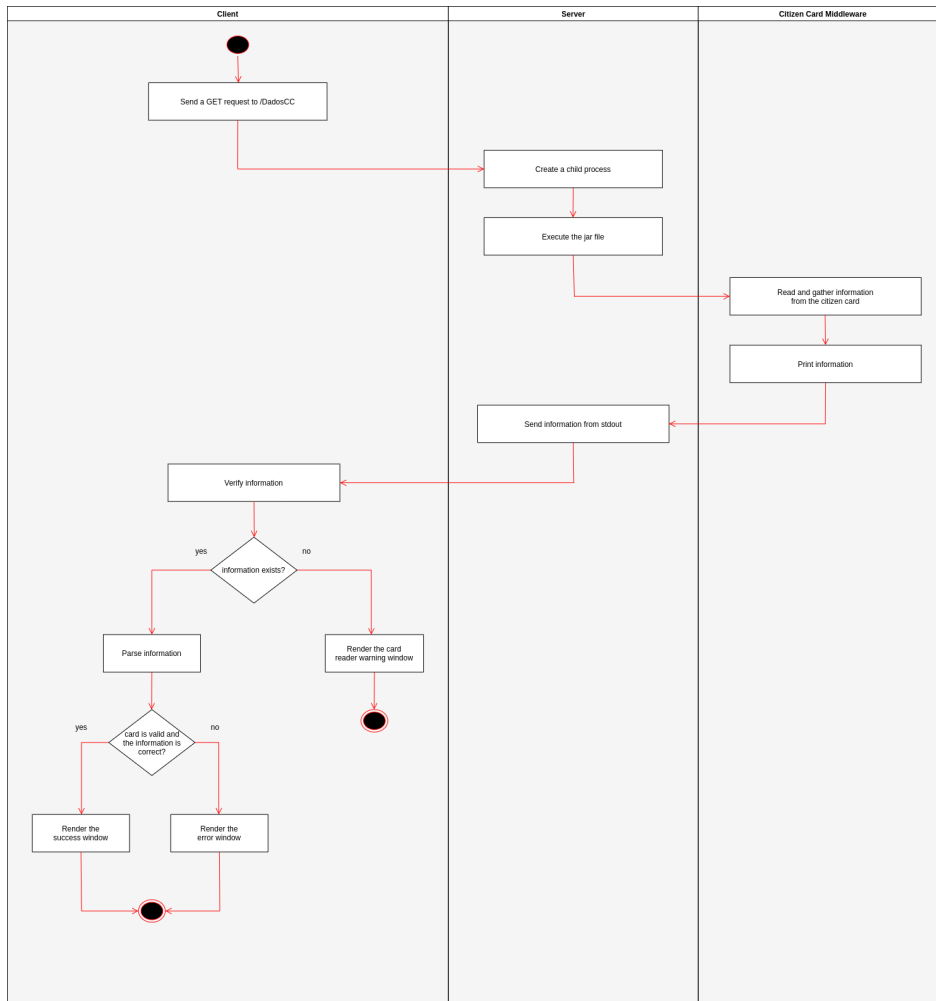 Client
Server
Citizen Card Middleware
Send a GET request to /DadosCC
Create a child process
Execute the jar file
Read and gather information
from the citizen card
Print information
Send information from stdout
Verify information
yes
no
information exists?
Parse information
Render the card
reader warning window
yes
no
card is valid and
the information is
correct?
Render the
success window
Render the
error window